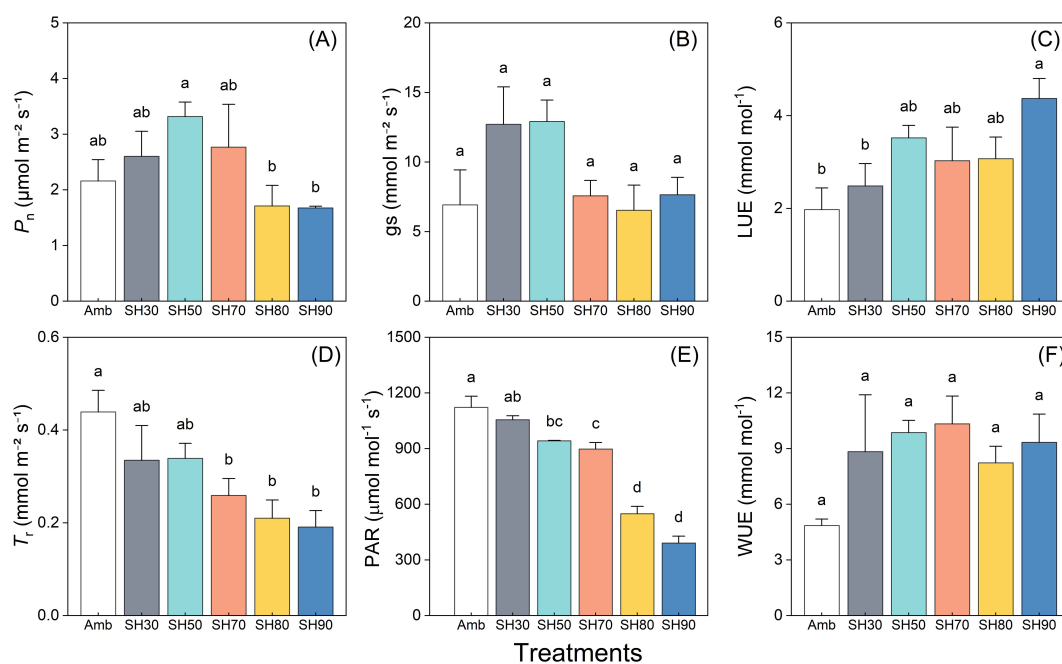 (A)
Pn (μmol m⁻² s⁻¹)
5
4
3
2
1
0
ab
ab
a
ab
b
b
Amb SH30 SH50 SH70 SH80 SH90
(B)
gs (mmol m⁻² s⁻¹)
20
15
10
5
0
a
a
a
a
a
a
Amb SH30 SH50 SH70 SH80 SH90
(C)
LUE (mmol mol⁻¹)
6
4
2
0
b
b
ab
ab
ab
a
Amb SH30 SH50 SH70 SH80 SH90
(D)
Tr (mmol m⁻² s⁻¹)
0.6
0.4
0.2
0.0
a
ab
ab
b
b
b
Amb SH30 SH50 SH70 SH80 SH90
(E)
PAR (μmol mol⁻¹ s⁻¹)
1500
1200
900
600
300
0
a
ab
bc
c
d
d
Amb SH30 SH50 SH70 SH80 SH90
(F)
WUE (mmol mol⁻¹)
15
12
9
6
3
0
a
a
a
a
a
a
Amb SH30 SH50 SH70 SH80 SH90
Treatments